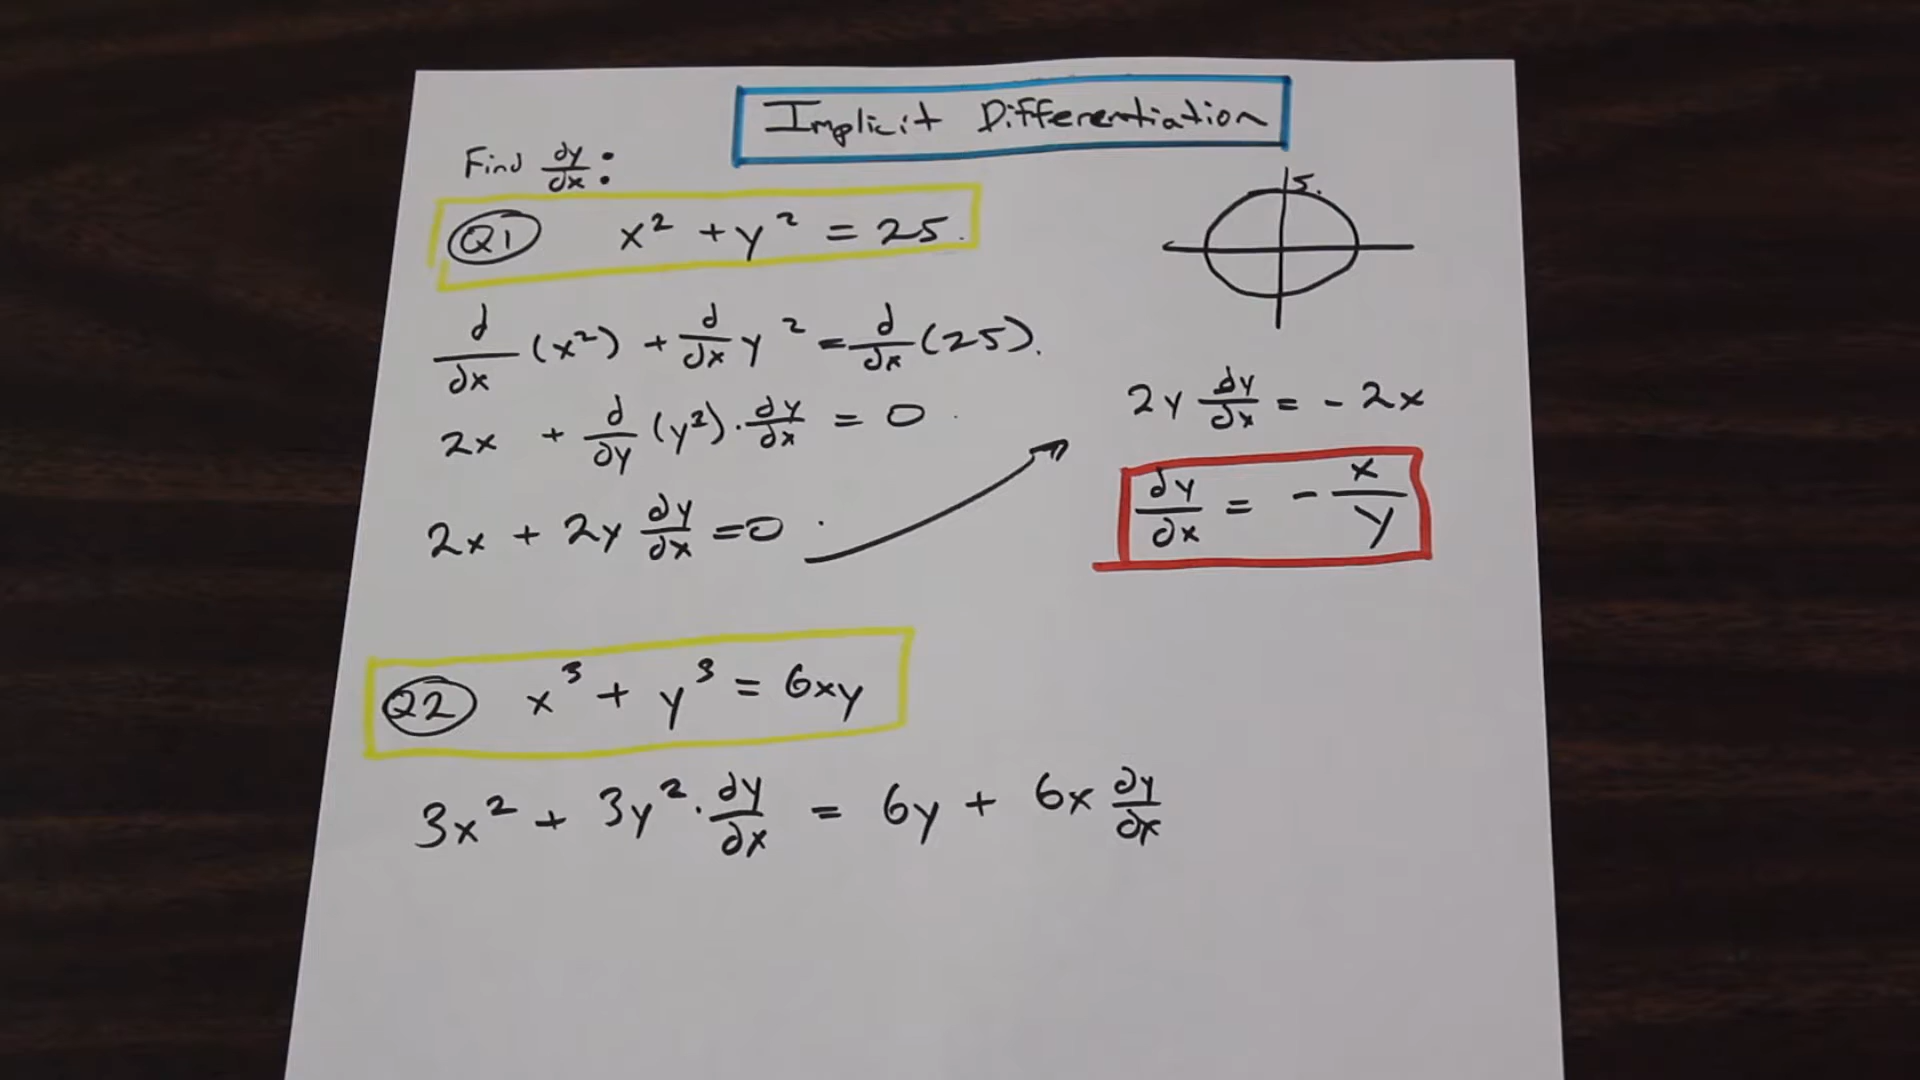 Implicit Differentiation
Find dy/dx:
Q1 x² + y² = 25.
5.
d/dx (x²) + d/dx y² = d/dx (25).
2x + d/dy (y²) · dy/dx = 0
2x + 2y dy/dx = 0
2y dy/dx = - 2x
dy/dx = - x/y
Q2 x³ + y³ = 6xy
3x² + 3y² · dy/dx = 6y + 6x dy/dx